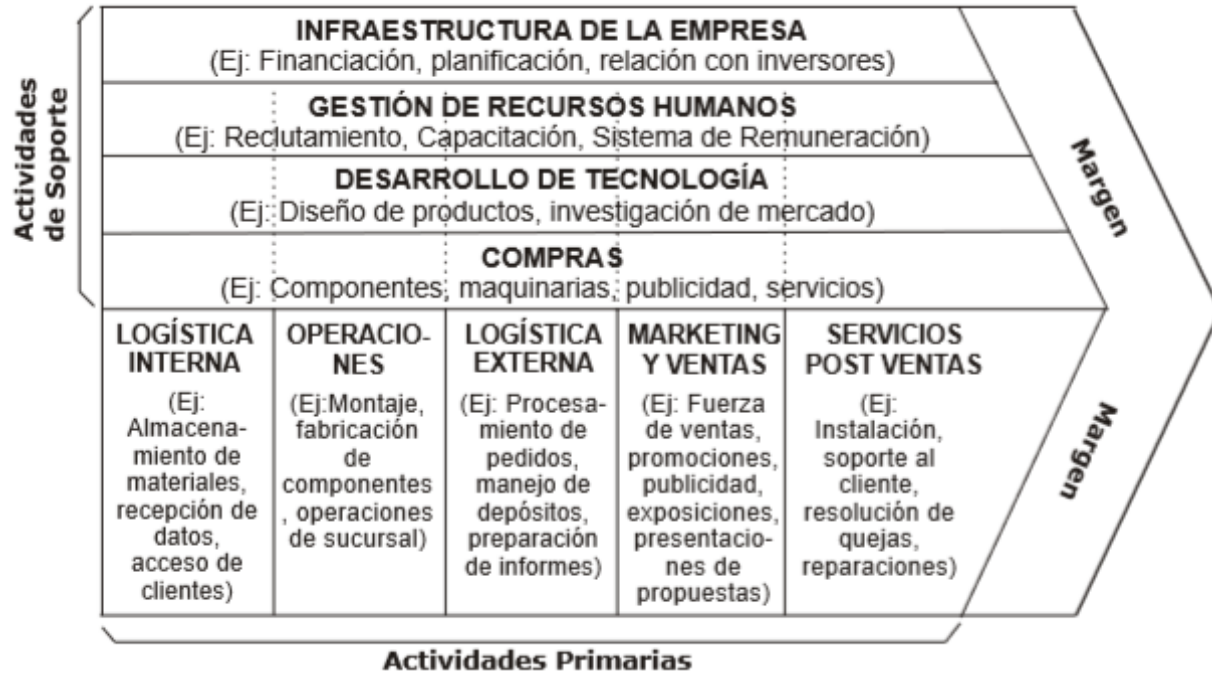 INFRAESTRUCTURA DE LA EMPRESA
(Ej: Financiación, planificación, relación con inversores)
GESTIÓN DE RECURSOS HUMANOS
(Ej: Reclutamiento, Capacitación, Sistema de Remuneración)
DESARROLLO DE TECNOLOGÍA
(Ej: Diseño de productos, investigación de mercado)
COMPRAS
(Ej: Componentes, maquinarias, publicidad, servicios)
Actividades
de Soporte
Margen
LOGÍSTICA
INTERNA
(Ej:
Almacena-
miento de
materiales,
recepción de
datos,
acceso de
clientes)
OPERACIO-
NES
(Ej:Montaje,
fabricación
de
componentes
, operaciones
de sucursal)
LOGÍSTICA
EXTERNA
(Ej: Procesa-
miento de
pedidos,
manejo de
depósitos,
preparación
de informes)
MARKETING
Y VENTAS
(Ej: Fuerza
de ventas,
promociones,
publicidad,
exposiciones,
presentacio-
nes de
propuestas)
SERVICIOS
POST VENTAS
(Ej:
Instalación,
soporte al
cliente,
resolución de
quejas,
reparaciones)
Margen
Actividades Primarias